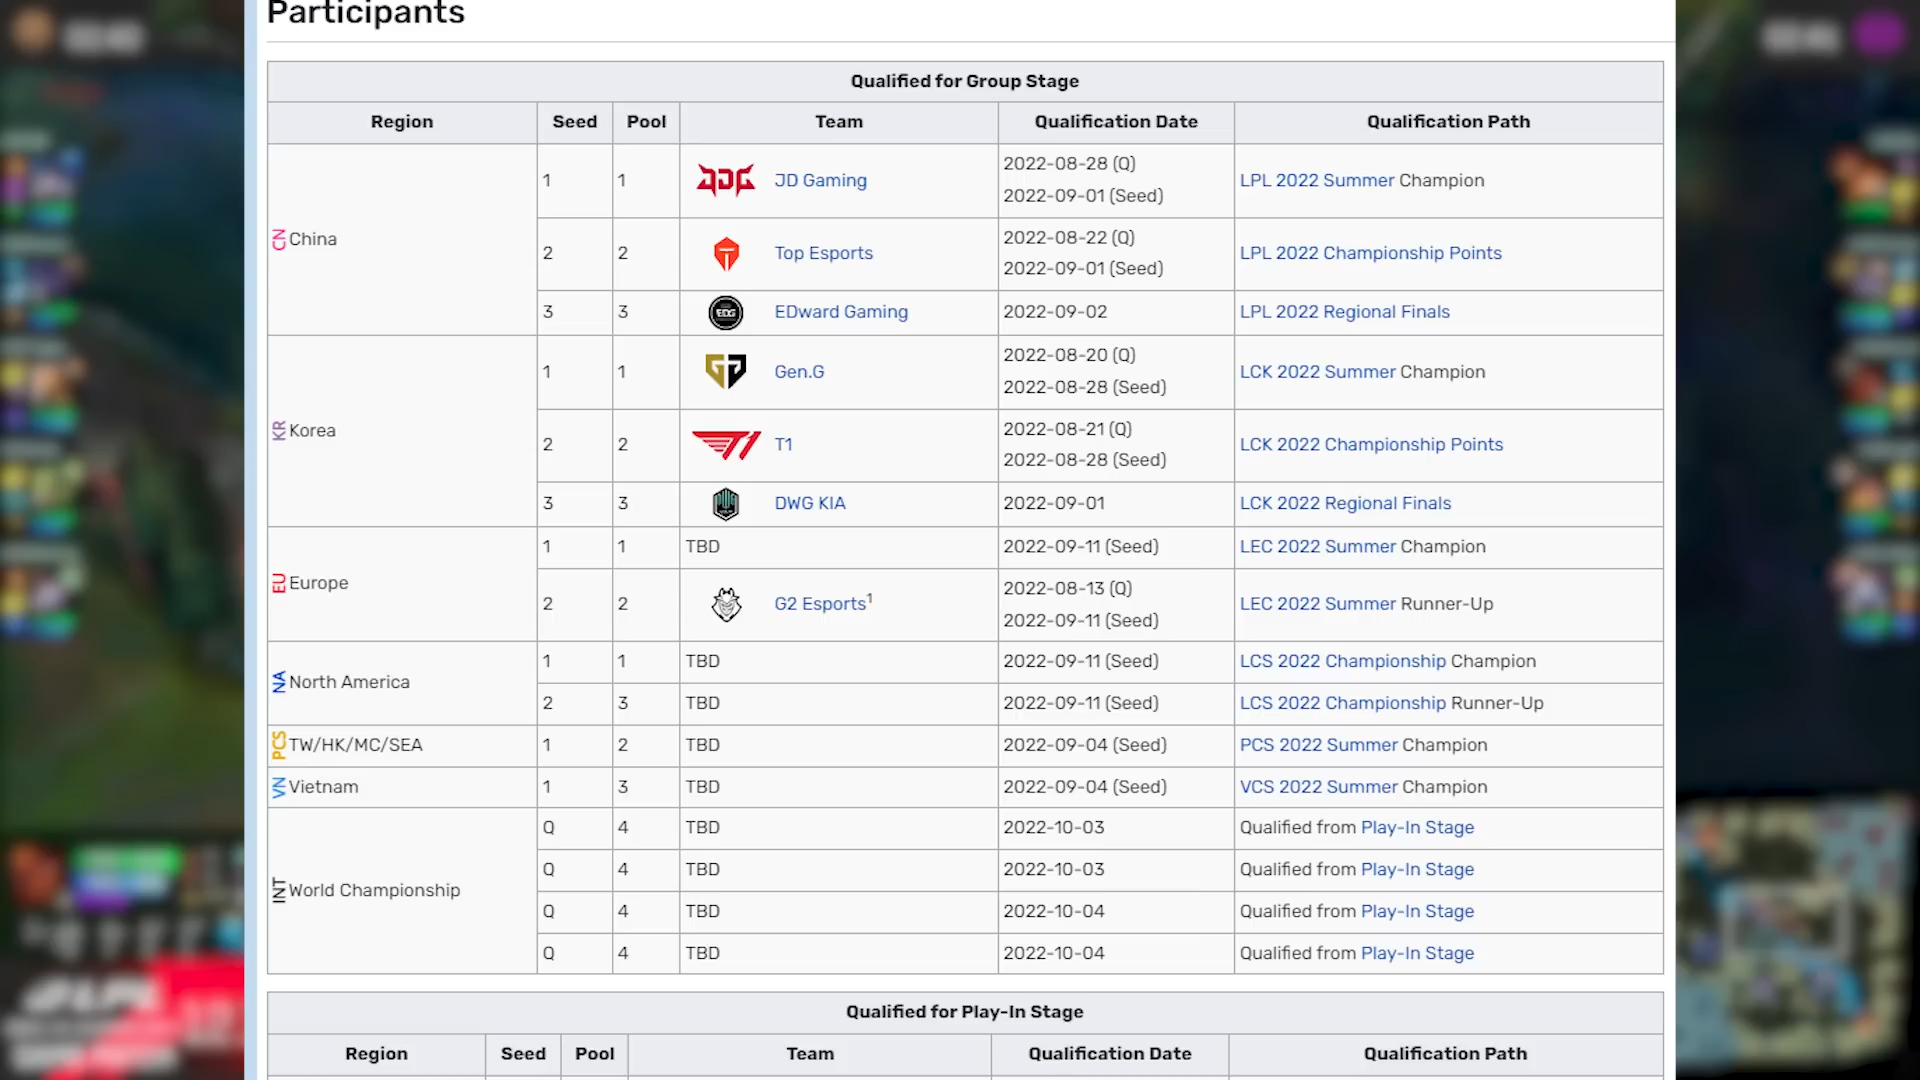 Participants
Qualified for Group Stage
Region Seed Pool Team Qualification Date Qualification Path
CN China 1 1 JDG JD Gaming 2022-08-28 (Q) 2022-09-01 (Seed) LPL 2022 Summer Champion
2 2 Top Esports 2022-08-22 (Q) 2022-09-01 (Seed) LPL 2022 Championship Points
3 3 EDG EDward Gaming 2022-09-02 LPL 2022 Regional Finals
KR Korea 1 1 Gen.G 2022-08-20 (Q) 2022-08-28 (Seed) LCK 2022 Summer Champion
2 2 T1 T1 2022-08-21 (Q) 2022-08-28 (Seed) LCK 2022 Championship Points
3 3 DWG KIA 2022-09-01 LCK 2022 Regional Finals
EU Europe 1 1 TBD 2022-09-11 (Seed) LEC 2022 Summer Champion
2 2 G2 Esports1 2022-08-13 (Q) 2022-09-11 (Seed) LEC 2022 Summer Runner-Up
NA North America 1 1 TBD 2022-09-11 (Seed) LCS 2022 Championship Champion
2 3 TBD 2022-09-11 (Seed) LCS 2022 Championship Runner-Up
PCS TW/HK/MC/SEA 1 2 TBD 2022-09-04 (Seed) PCS 2022 Summer Champion
VN Vietnam 1 3 TBD 2022-09-04 (Seed) VCS 2022 Summer Champion
INT World Championship Q 4 TBD 2022-10-03 Qualified from Play-In Stage
Q 4 TBD 2022-10-03 Qualified from Play-In Stage
Q 4 TBD 2022-10-04 Qualified from Play-In Stage
Q 4 TBD 2022-10-04 Qualified from Play-In Stage
Qualified for Play-In Stage
Region Seed Pool Team Qualification Date Qualification Path